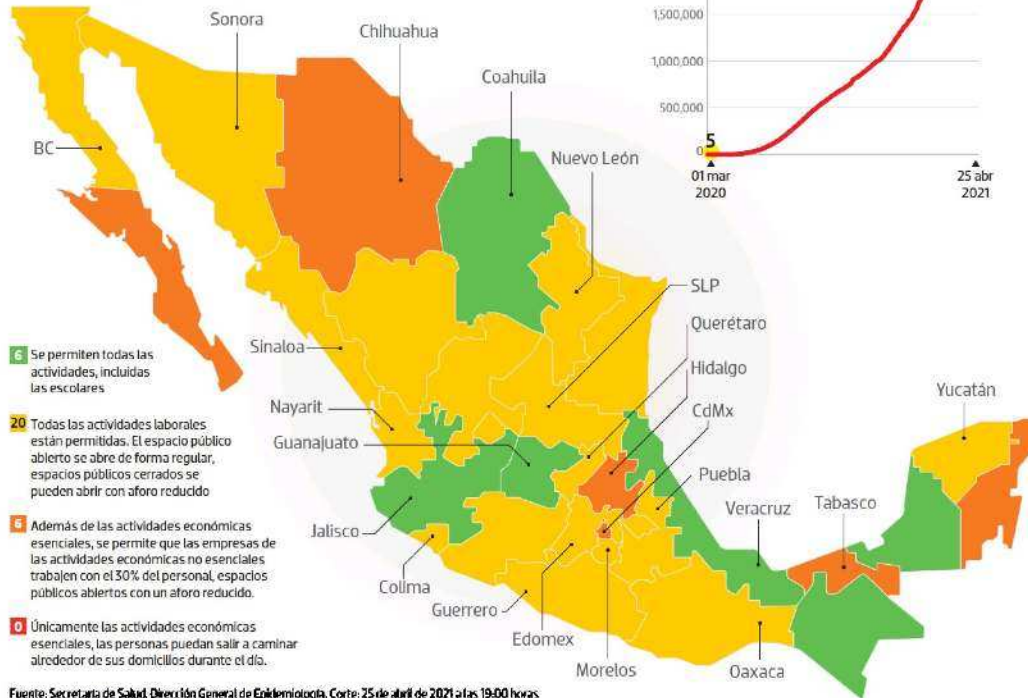 Sonora
Chihuahua
Coahuila
BC
Nuevo León
SLP
Querétaro
Hidalgo
CdMx
Puebla
Veracruz
Tabasco
Yucatán
Sinaloa
Nayarit
Guanajuato
Jalisco
Colima
Guerrero
Edomex
Morelos
Oaxaca
1,500,000
1,000,000
500,000
0
5
01 mar
2020
25 abr
2021
6 Se permiten todas las
actividades, incluidas
las escolares
20 Todas las actividades laborales
están permitidas. El espacio público
abierto se abre de forma regular,
espacios públicos cerrados se
pueden abrir con aforo reducido
6 Además de las actividades económicas
esenciales, se permite que las empresas de
las actividades económicas no esenciales
trabajen con el 30% del personal, espacios
públicos abiertos con un aforo reducido.
0 Únicamente las actividades económicas
esenciales, las personas puedan salir a caminar
alrededor de sus domicilios durante el día.
Fuente: Secretaría de Salud. Dirección General de Epidemiología. Corte: 25 de abril de 2021 a las 19:00 horas